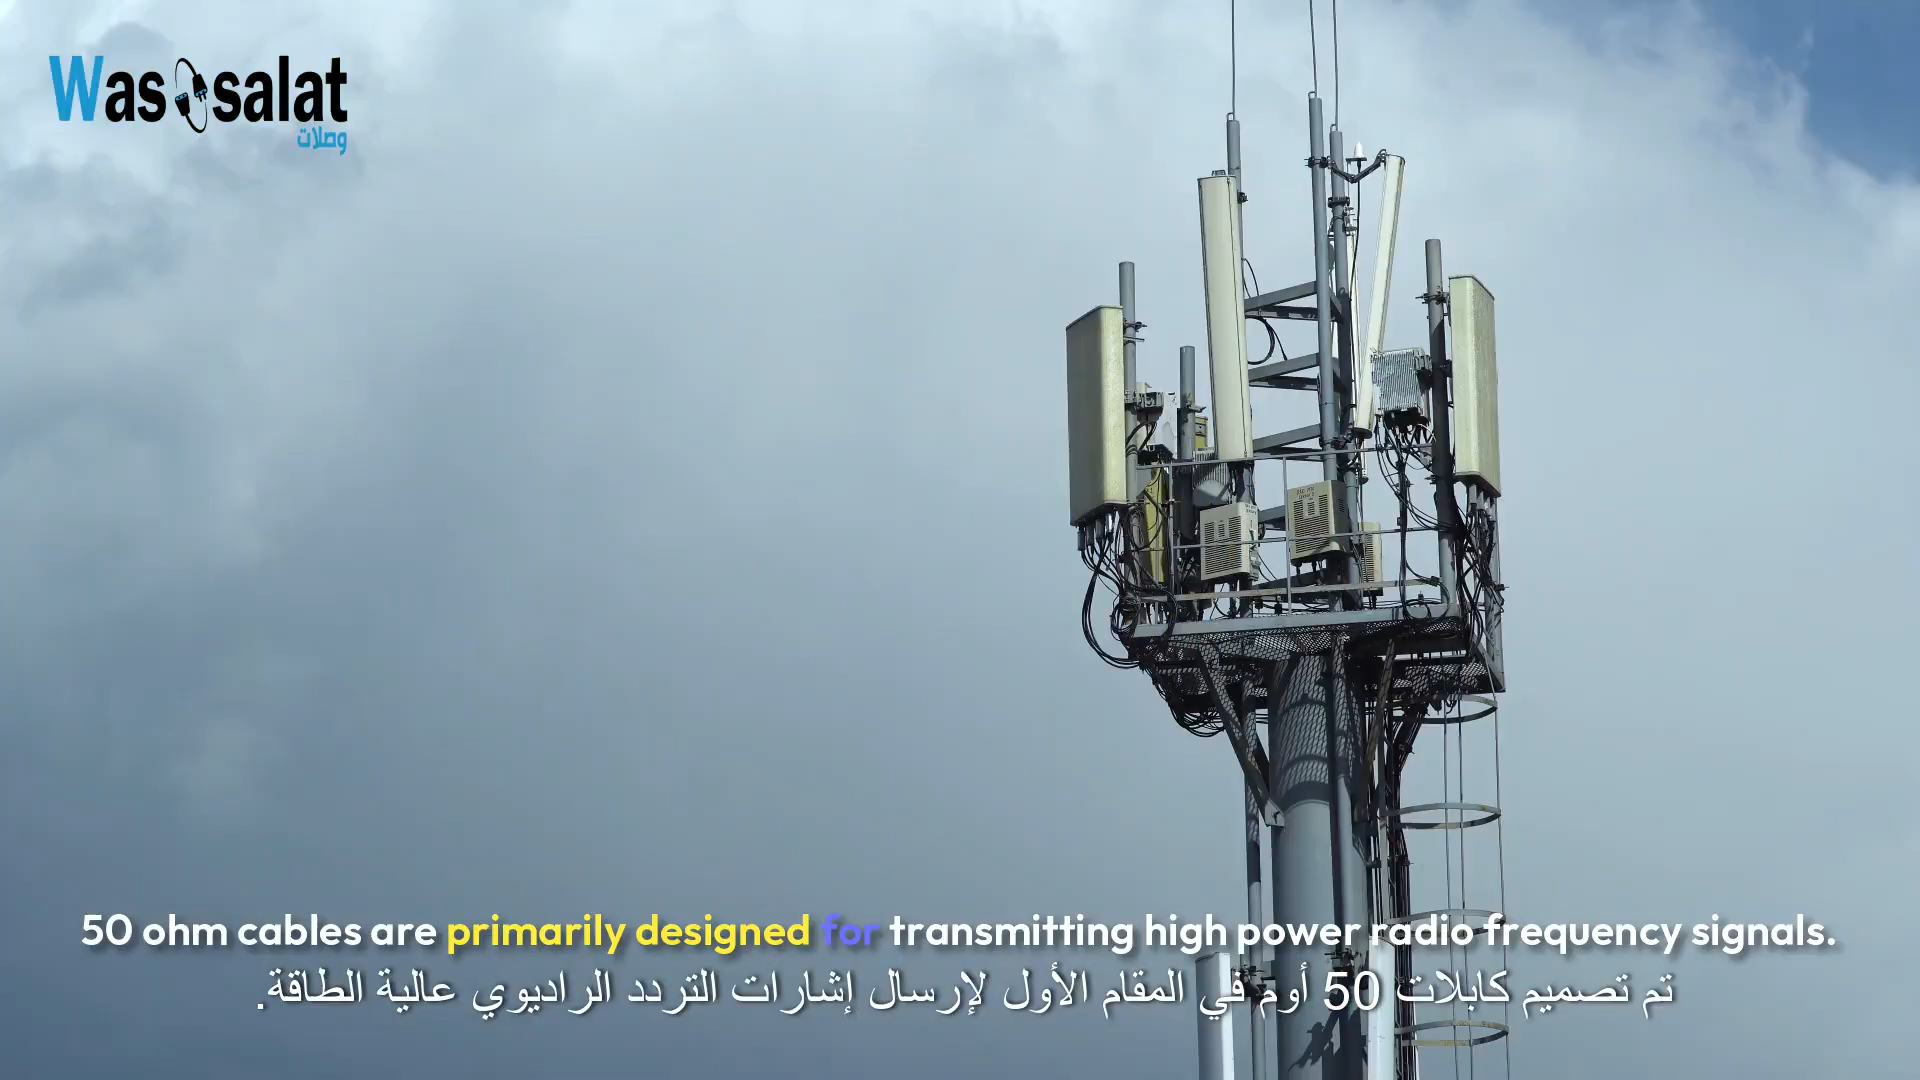 Wassalat
وصلات
50 ohm cables are primarily designed for transmitting high power radio frequency signals.
تم تصميم كابلات 50 أوم في المقام الأول لإرسال إشارات التردد الراديوي عالية الطاقة.